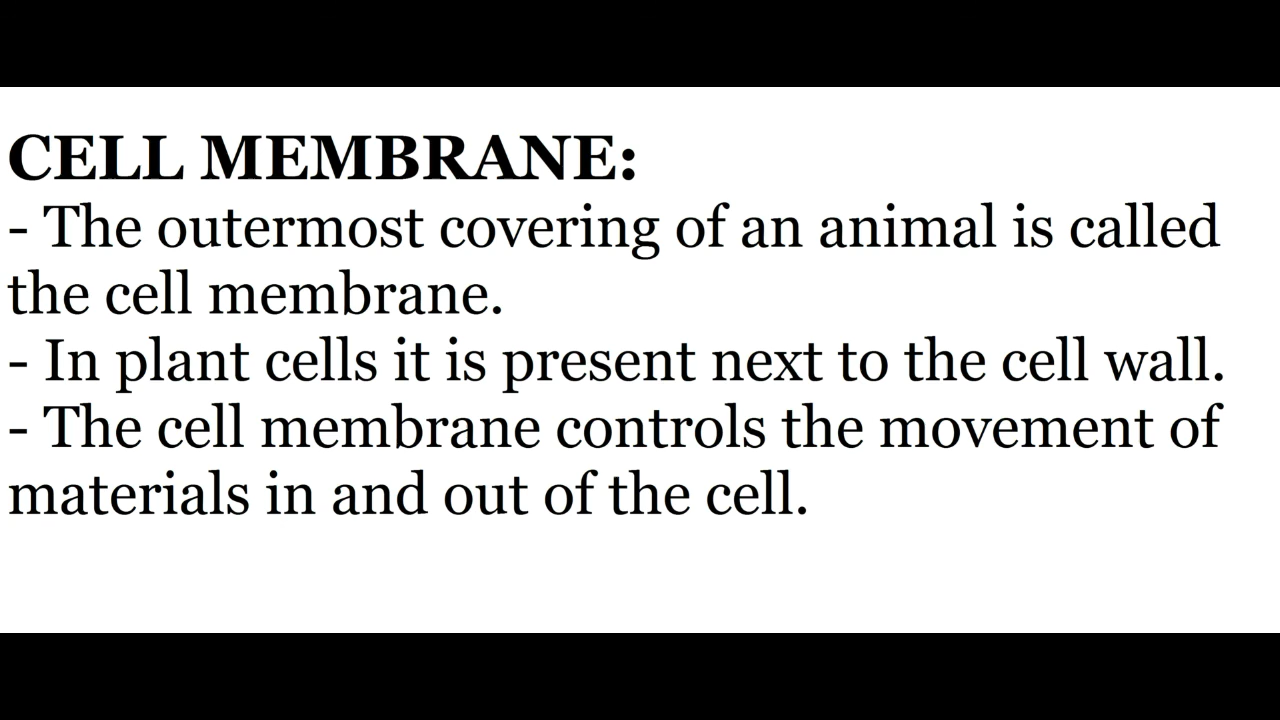 CELL MEMBRANE:
- The outermost covering of an animal is called
the cell membrane.
- In plant cells it is present next to the cell wall.
- The cell membrane controls the movement of
materials in and out of the cell.